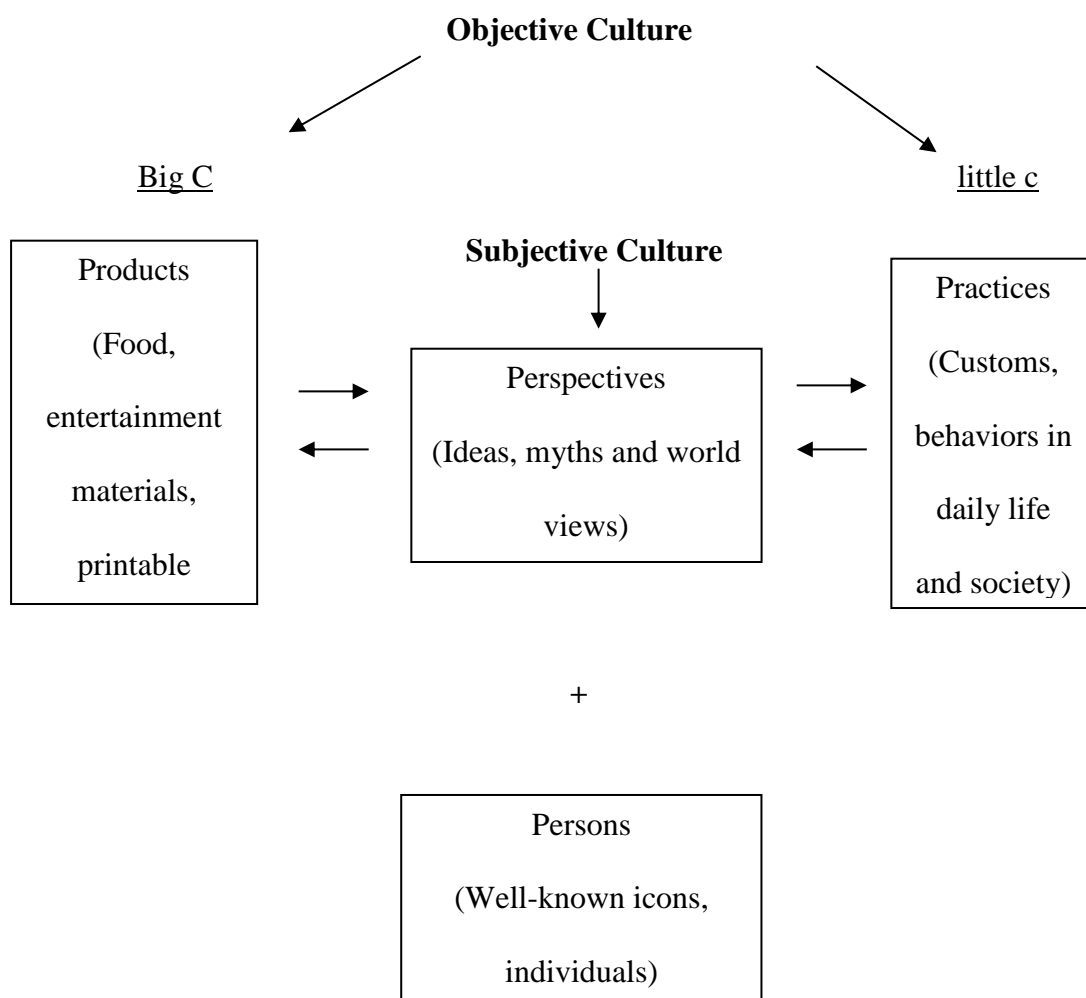 Objective Culture
Big C
little c
Products
(Food,
entertainment
materials,
printable
Subjective Culture
Perspectives
(Ideas, myths and world
views)
Practices
(Customs,
behaviors in
daily life
and society)
+
Persons
(Well-known icons,
individuals)